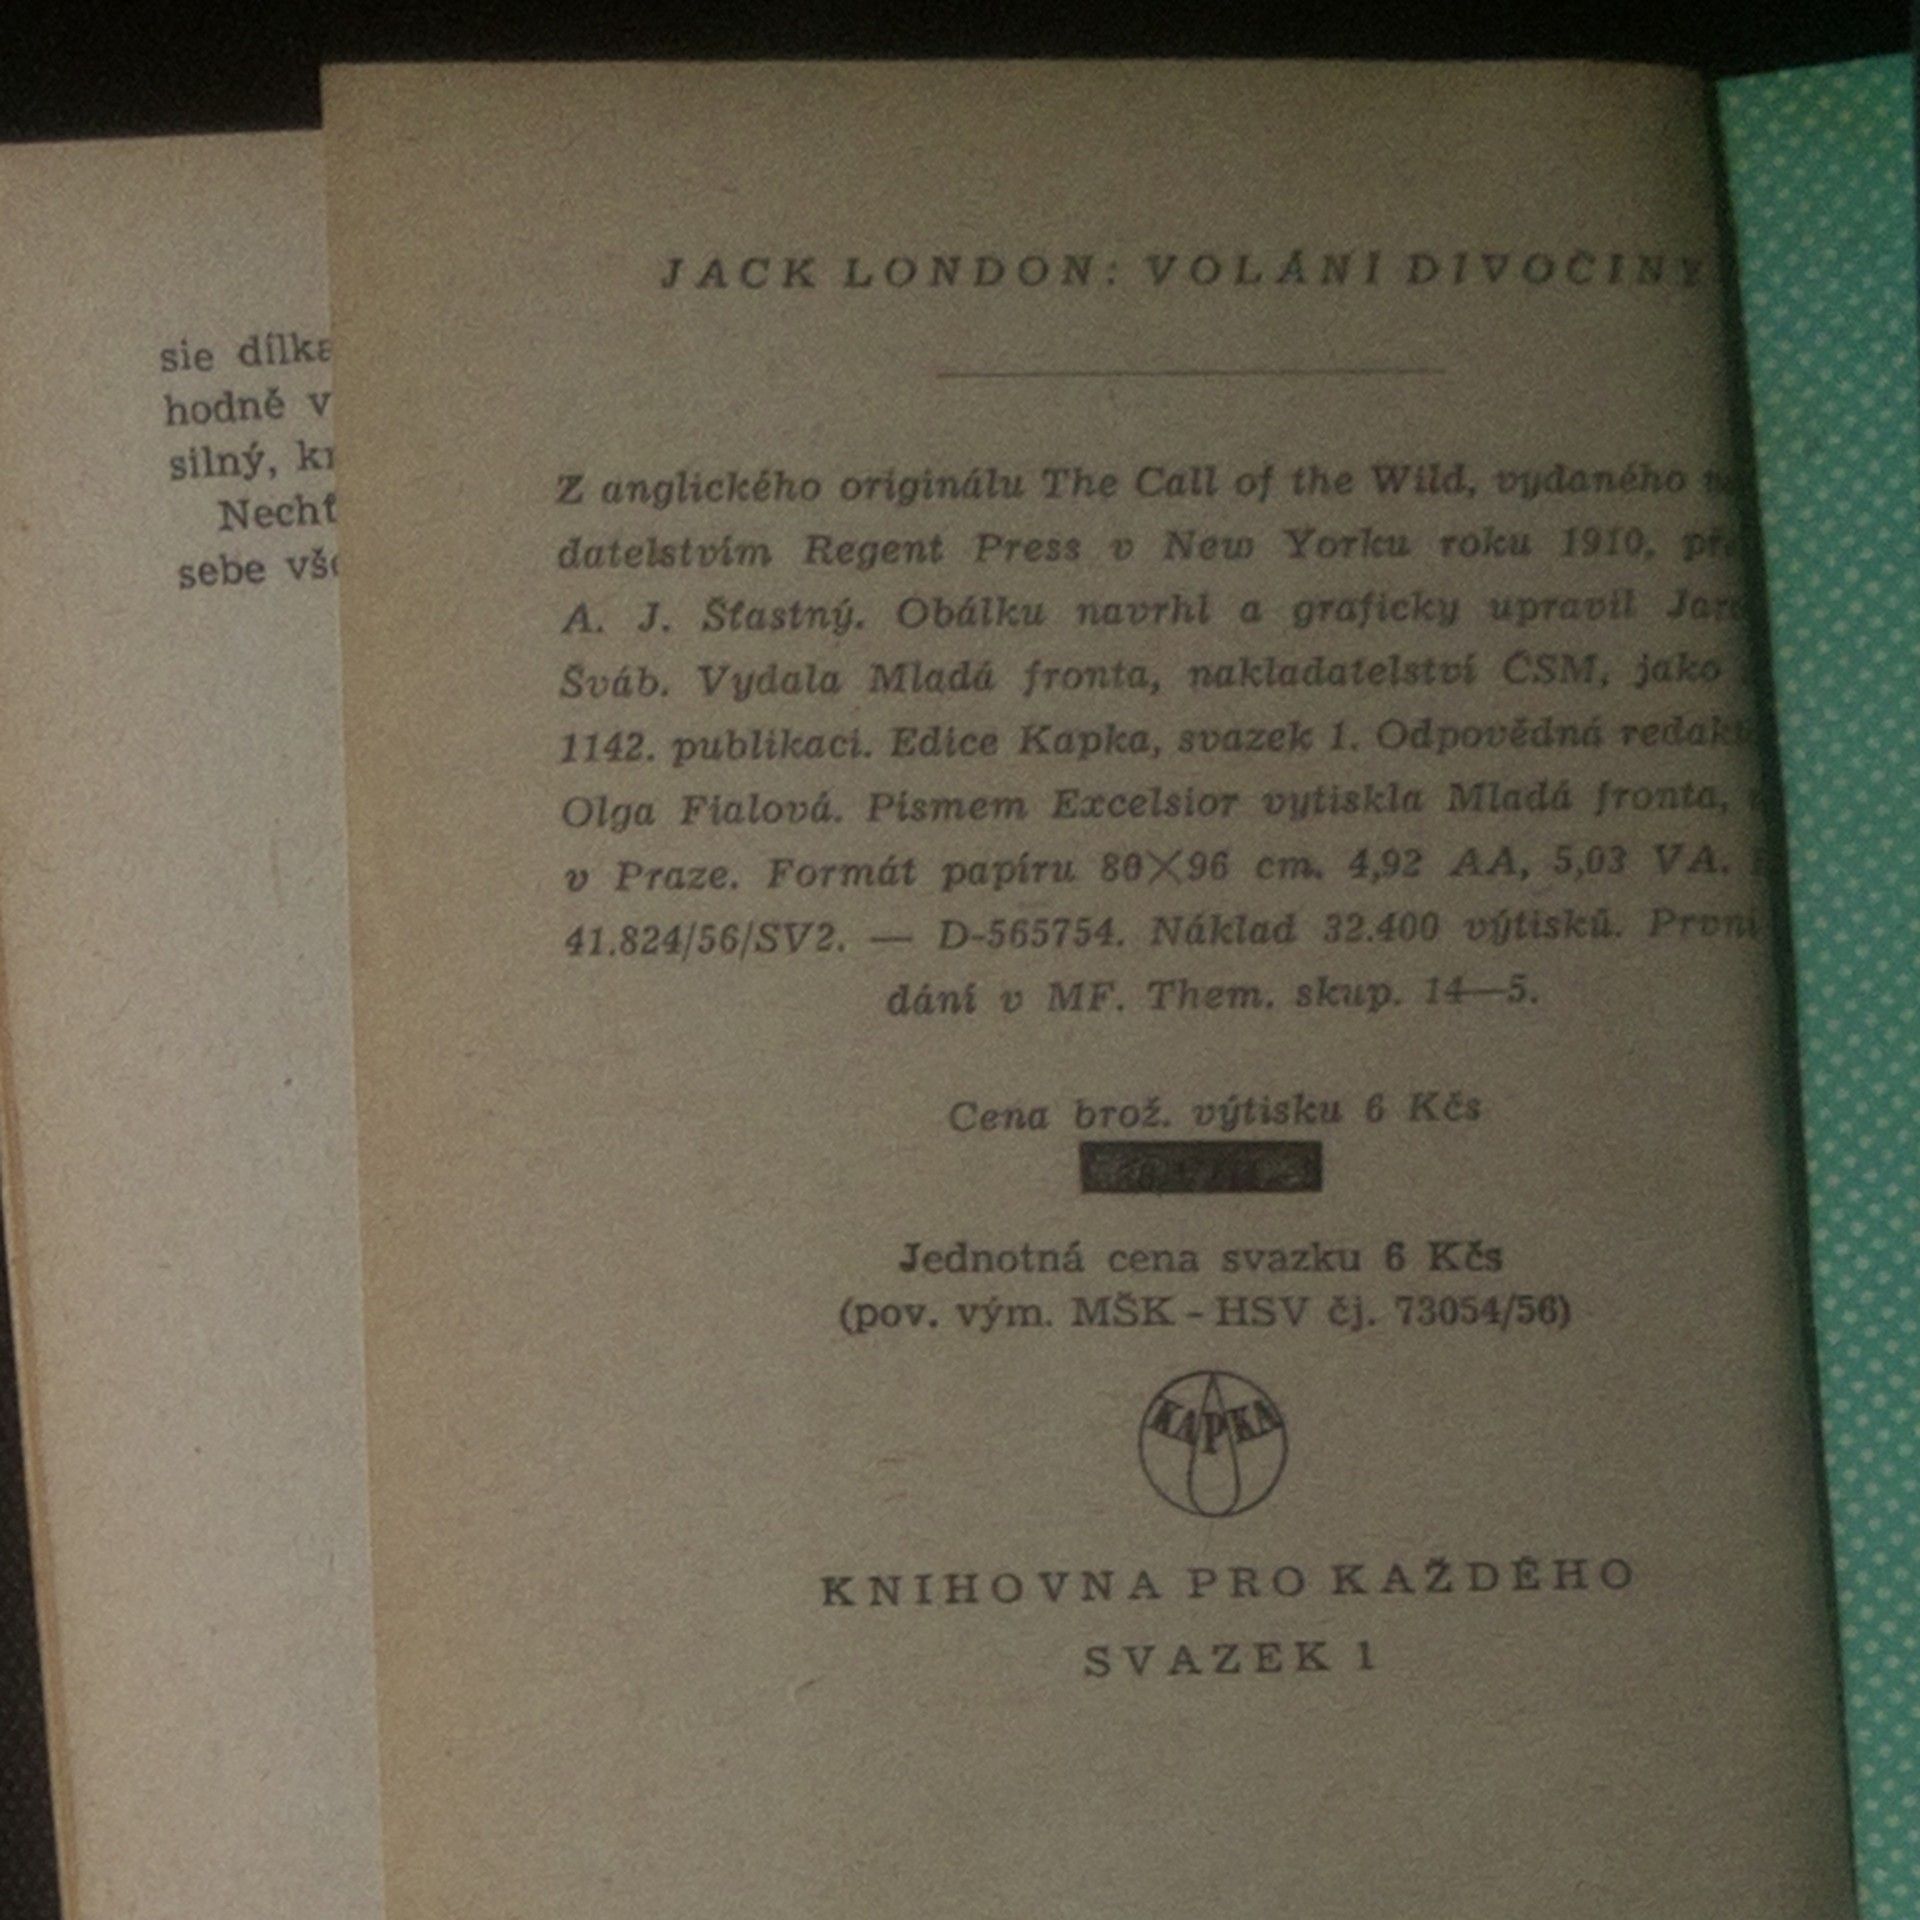 sie dílka
hodně v
silný,
Nechť
sebe
JACK LONDON: VOLÁNÍ DIVOČINY
Z anglického originálu The Call of the Wild, vydaného
datelstvím Regent Press v New Yorku roku 1910,
A. J. Šťastný. Obálku navrhl a graficky upravil
Šváb. Vydala Mladá fronta, nakladatelství ČSM, jako
1142. publikaci. Edice Kapka, svazek 1. Odpovědná
Olga Fialová. Písmem Excelsior vytiskla Mladá fronta,
v Praze. Formát papíru 80×96 cm. 4,92 AA, 5,03 VA.
41.824/56/SV2. — D-565754. Náklad 32.400 výtisků. První
dání v MF. Them. skup. 14—5.
Cena brož. výtisku 6 Kčs
Jednotná cena svazku 6 Kčs
(pov. vým. MŠK - HSV čj. 73054/56)
KAPKA
KNIHOVNA PRO KAŽDÉHO
SVAZEK 1